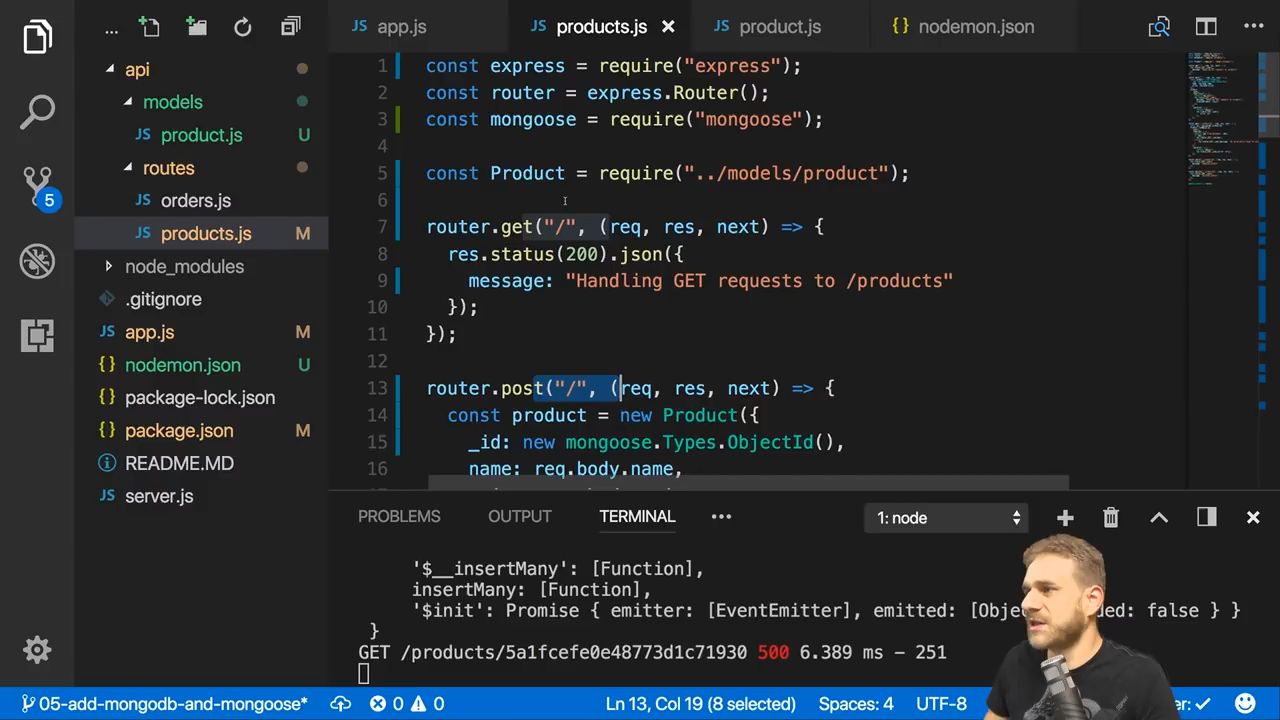 ... 
api
models
JS product.js U
routes
JS orders.js
JS products.js M
node_modules
.gitignore
JS app.js M
{} nodemon.json U
{} package-lock.json
{} package.json M
README.MD
JS server.js
5
JS app.js JS products.js × JS product.js {} nodemon.json ...
1 const express = require("express");
2 const router = express.Router();
3 const mongoose = require("mongoose");
4
5 const Product = require("../models/product");
6
7 router.get("/", (req, res, next) => {
8 res.status(200).json({
9 message: "Handling GET requests to /products"
10 });
11 });
12
13 router.post("/", (req, res, next) => {
14 const product = new Product({
15 _id: new mongoose.Types.ObjectId(),
16 name: req.body.name,
PROBLEMS OUTPUT TERMINAL ... 1: node
'$__insertMany': [Function],
insertMany: [Function],
'$init': Promise { emitter: [EventEmitter], emitted: [Obje ded: false } }
}
GET /products/5a1fcefe0e48773d1c71930 500 6.389 ms - 251
05-add-mongodb-and-mongoose* 0 0 Ln 13, Col 19 (8 selected) Spaces: 4 UTF-8 er: ✓